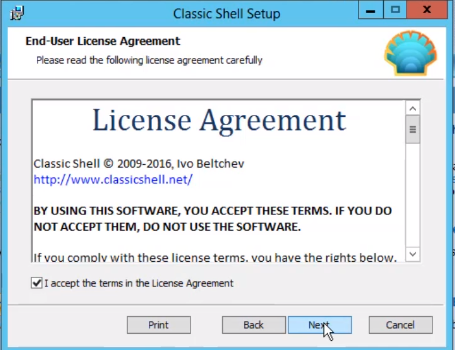 Classic Shell Setup
End-User License Agreement
Please read the following license agreement carefully
License Agreement
Classic Shell © 2009-2016, Ivo Beltchev
http://www.classicshell.net/
BY USING THIS SOFTWARE, YOU ACCEPT THESE TERMS. IF YOU DO
NOT ACCEPT THEM, DO NOT USE THE SOFTWARE.
If you comply with these license terms, you have the rights below.
I accept the terms in the License Agreement
Print Back Next Cancel